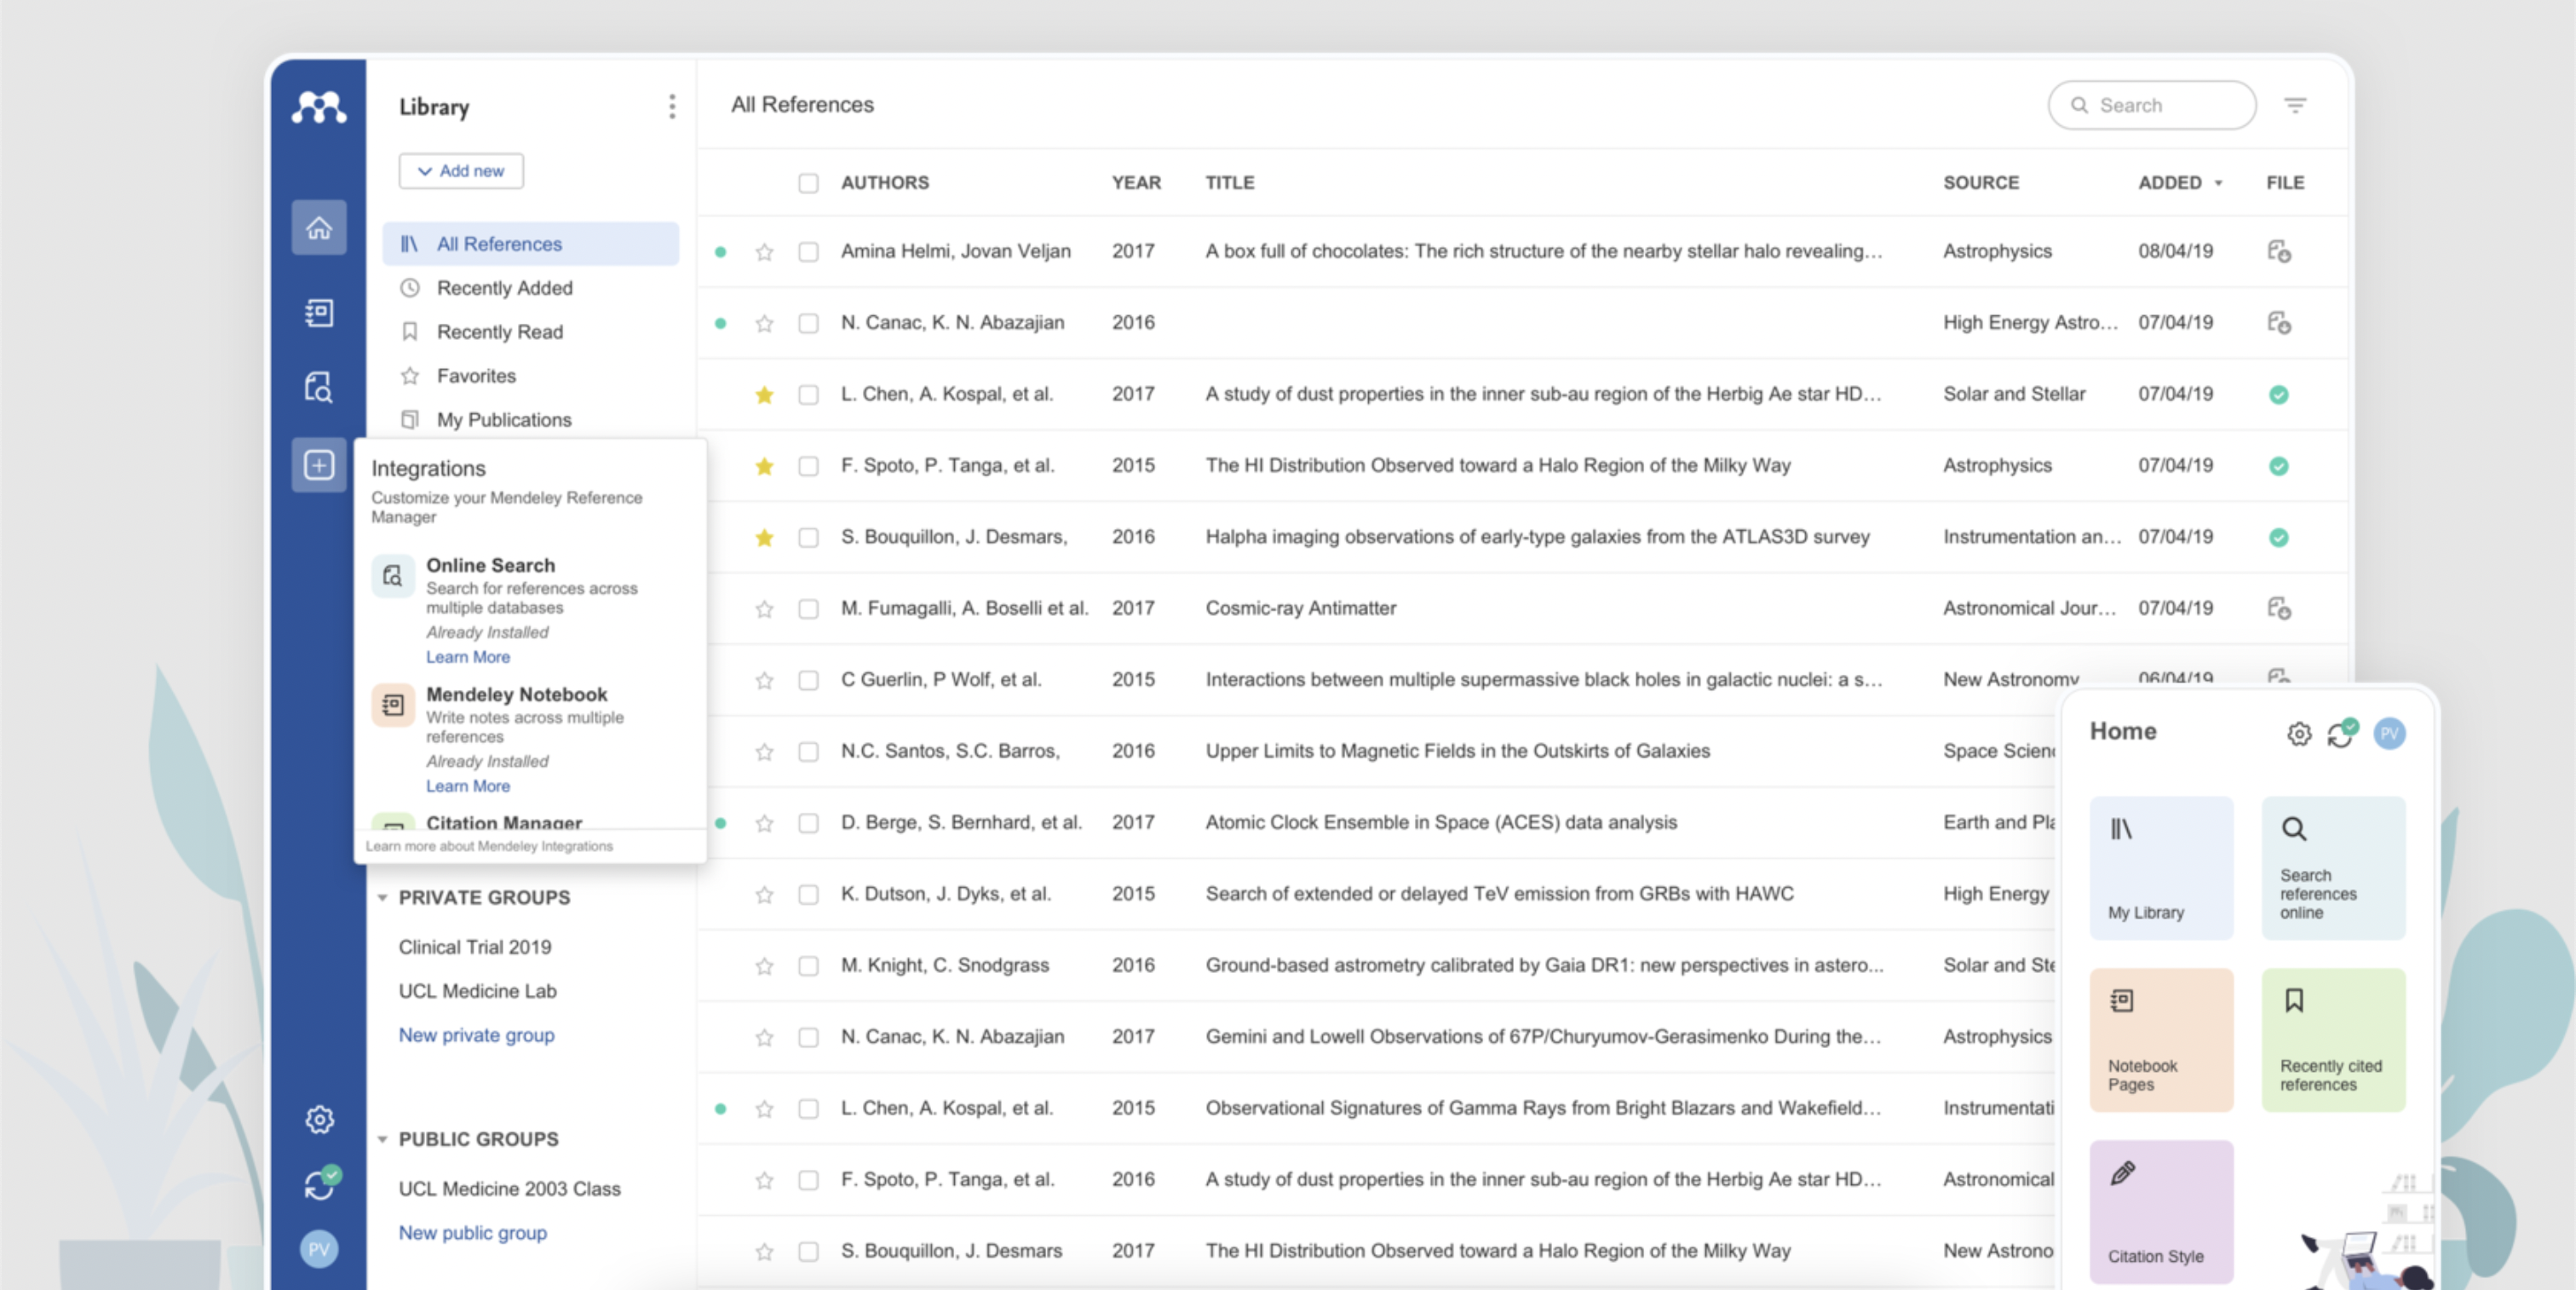 Library
Add new
All References
Recently Added
Recently Read
Favorites
My Publications
Integrations
Customize your Mendeley Reference
Manager
Online Search
Search for references across
multiple databases
Already Installed
Learn More
Mendeley Notebook
Write notes across multiple
references
Already Installed
Learn More
Citation Manager
Learn more about Mendeley Integrations
PRIVATE GROUPS
Clinical Trial 2019
UCL Medicine Lab
New private group
PUBLIC GROUPS
UCL Medicine 2003 Class
New public group
PV
All References
Search
AUTHORS YEAR TITLE SOURCE ADDED FILE
Amina Helmi, Jovan Veljan 2017 A box full of chocolates: The rich structure of the nearby stellar halo revealing... Astrophysics 08/04/19
N. Canac, K. N. Abazajian 2016 High Energy Astro... 07/04/19
L. Chen, A. Kospal, et al. 2017 A study of dust properties in the inner sub-au region of the Herbig Ae star HD... Solar and Stellar 07/04/19
F. Spoto, P. Tanga, et al. 2015 The HI Distribution Observed toward a Halo Region of the Milky Way Astrophysics 07/04/19
S. Bouquillon, J. Desmars, 2016 Halpha imaging observations of early-type galaxies from the ATLAS3D survey Instrumentation an... 07/04/19
M. Fumagalli, A. Boselli et al. 2017 Cosmic-ray Antimatter Astronomical Jour... 07/04/19
C Guerlin, P Wolf, et al. 2015 Interactions between multiple supermassive black holes in galactic nuclei: a s... New Astronomy 06/04/19
N.C. Santos, S.C. Barros, 2016 Upper Limits to Magnetic Fields in the Outskirts of Galaxies Space Scien
D. Berge, S. Bernhard, et al. 2017 Atomic Clock Ensemble in Space (ACES) data analysis Earth and Pla
K. Dutson, J. Dyks, et al. 2015 Search of extended or delayed TeV emission from GRBs with HAWC High Energy
M. Knight, C. Snodgrass 2016 Ground-based astrometry calibrated by Gaia DR1: new perspectives in astero... Solar and Ste
N. Canac, K. N. Abazajian 2017 Gemini and Lowell Observations of 67P/Churyumov-Gerasimenko During the... Astrophysics
L. Chen, A. Kospal, et al. 2015 Observational Signatures of Gamma Rays from Bright Blazars and Wakefield... Instrumentati
F. Spoto, P. Tanga, et al. 2016 A study of dust properties in the inner sub-au region of the Herbig Ae star HD... Astronomical
S. Bouquillon, J. Desmars 2017 The HI Distribution Observed toward a Halo Region of the Milky Way New Astrono
Home
PV
My Library
Search
references
online
Notebook
Pages
Recently cited
references
Citation Style